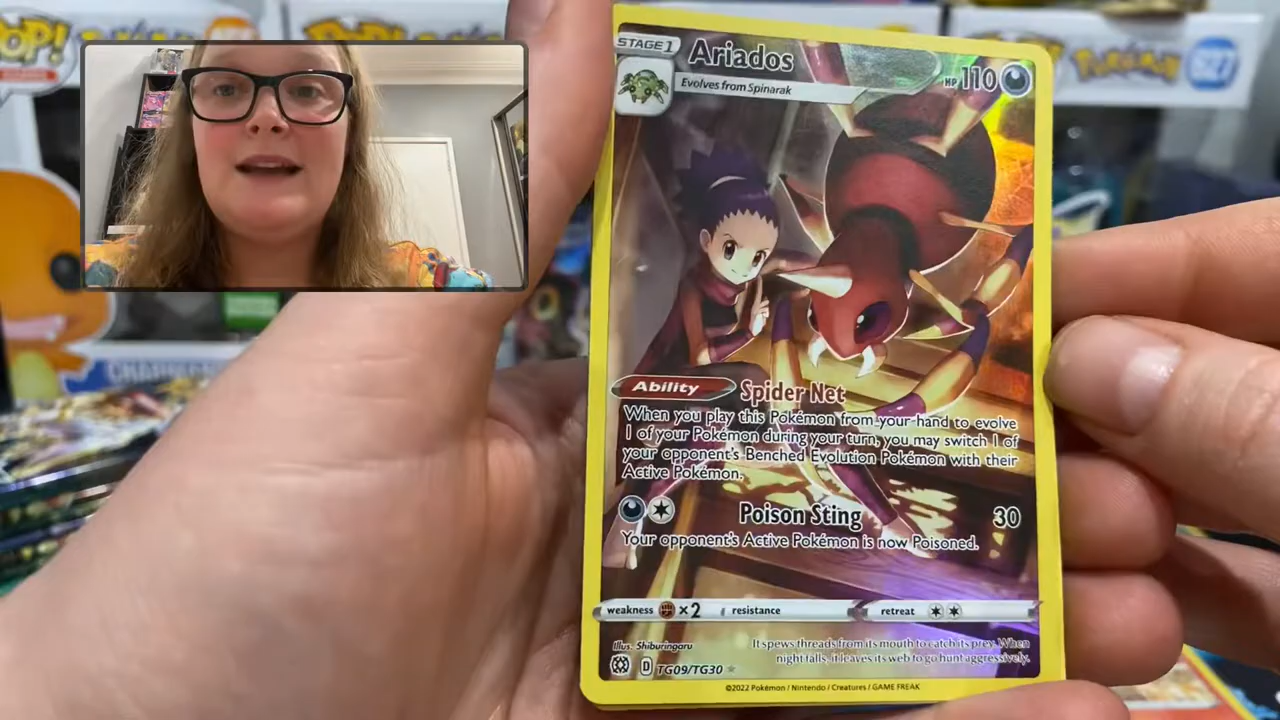 POP!
Pokémon
Pokémon
STAGE 1
Ariados
HP 110
Evolves from Spinarak
Ability Spider Net
When you play this Pokémon from your hand to evolve
1 of your Pokémon during your turn, you may switch 1 of
your opponent's Benched Evolution Pokémon with their
Active Pokémon.
Poison Sting 30
Your opponent's Active Pokémon is now Poisoned.
weakness ×2 resistance retreat
Illus. Shiburingaru
It spews threads from its mouth to catch its prey. When
night falls, it leaves its web to go hunt aggressively.
D TG09/TG30
©2022 Pokémon / Nintendo / Creatures / GAME FREAK